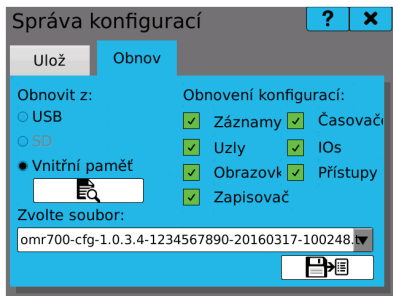 Správa konfigurací ? ×
Ulož Obnov
Obnovit z: Obnovení konfigurací:
USB ✓ Záznamy ✓ Časovače
SD ✓ Uzly ✓ IOs
Vnitřní paměť ✓ Obrazovk ✓ Přístupy
✓ Zapisovač
Zvolte soubor:
omr700-cfg-1.0.3.4-1234567890-20160317-100248.t